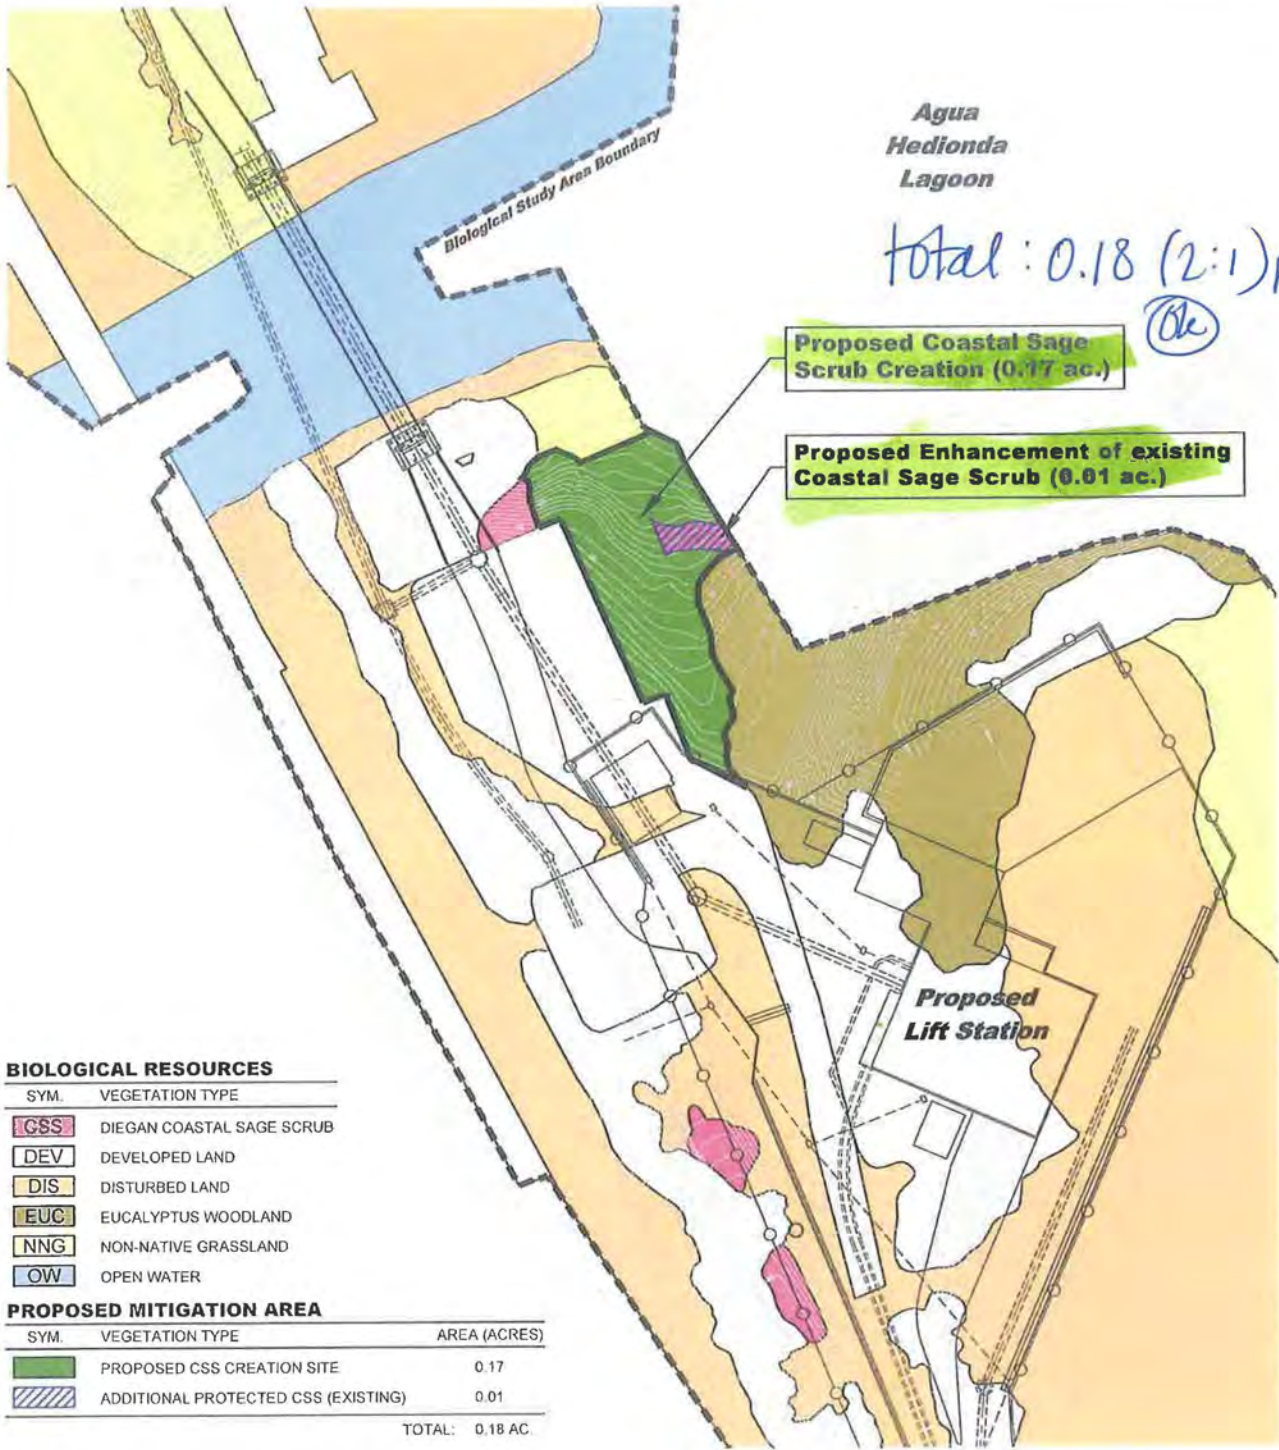 Agua
Hedionda
Lagoon
Biological Study Area Boundary
total : 0.18 (2:1)
Ok
Proposed Coastal Sage
Scrub Creation (0.17 ac.)
Proposed Enhancement of existing
Coastal Sage Scrub (0.01 ac.)
Proposed
Lift Station
BIOLOGICAL RESOURCES
SYM. VEGETATION TYPE
CSS DIEGAN COASTAL SAGE SCRUB
DEV DEVELOPED LAND
DIS DISTURBED LAND
EUC EUCALYPTUS WOODLAND
NNG NON-NATIVE GRASSLAND
OW OPEN WATER
PROPOSED MITIGATION AREA
SYM. VEGETATION TYPE AREA (ACRES)
PROPOSED CSS CREATION SITE 0.17
ADDITIONAL PROTECTED CSS (EXISTING) 0.01
TOTAL: 0.18 AC.